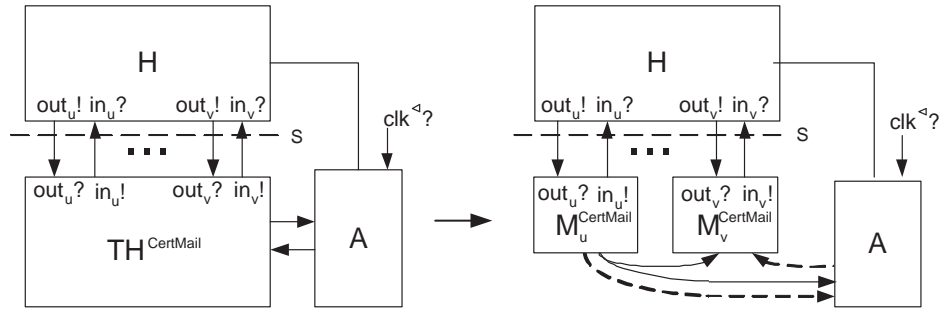 H
out_u! in_u? out_v! in_v?
S
clk^⊲?
out_u? in_u! out_v? in_v!
TH^CertMail
A
H
out_u! in_u? out_v! in_v?
S
clk^⊲?
out_u? in_u! out_v? in_v!
M_u^CertMail M_v^CertMail
A